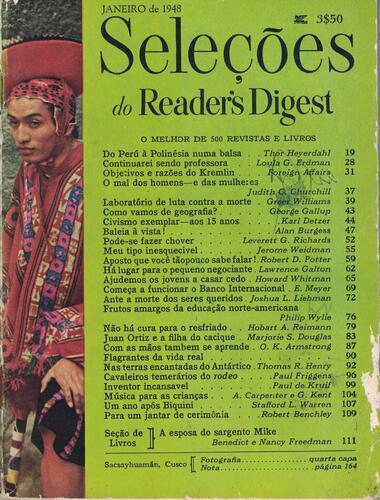 JANEIRO de 1948
3$50
Seleções
do Reader's Digest
O MELHOR DE 500 REVISTAS E LIVROS
Do Perú à Polinésia numa balsa . . Thor Heyerdahl 19
Continuarei sendo professora . . Loula G. Erdman 28
Objetivos e razões do Kremlin . . Foreign Affairs 31
O mal dos homens—e das mulheres
Judith G. Churchill 37
Laboratório de luta contra a morte . . Greer Williams 39
Como vamos de geografia? . . . George Gallup 43
Civismo exemplar—aos 15 anos . . Karl Detzer 44
Baleia à vista! . . . Alan Burgess 47
Pode-se fazer chover . . . Leverett G. Richards 52
Meu tipo inesquecível . . . Jerome Weidman 55
Aposto que você tãopouco sabe falar! Robert D. Potter 59
Há lugar para o pequeno negociante . Lawrence Galton 62
Ajudemos os jovens a casar cedo . Howard Whitman 65
Começa a funcionar o Banco Internacional . E. Meyer 69
Ante a morte dos seres queridos . Joshua L. Liebman 72
Frutos amargos da educação norte-americana
Philip Wylie 76
Não há cura para o resfriado . . Hobart A. Reimann 79
Juan Ortiz e a filha do cacique . Marjorie S. Douglas 83
Com as mãos tambem se aprende . O. K. Armstrong 87
Flagrantes da vida real . . . 90
Nas terras encantadas do Antártico . Thomas R. Henry 92
Cavaleiros temerários do rodeo . . Paul Friggens 96
Inventor incansavel . . . Paul de Kruif 99
Música para as crianças . . A. Carpenter e G. Kent 104
Um ano após Biquini . . Stafford L. Warren 107
Para um jantar de cerimônia . . Robert Benchley 109
Seção de Livros A esposa do sargento Mike
Benedict e Nancy Freedman 111
Sacsayhuamán, Cusco Fotografia . . . quarta capa
Nota . . . página 164